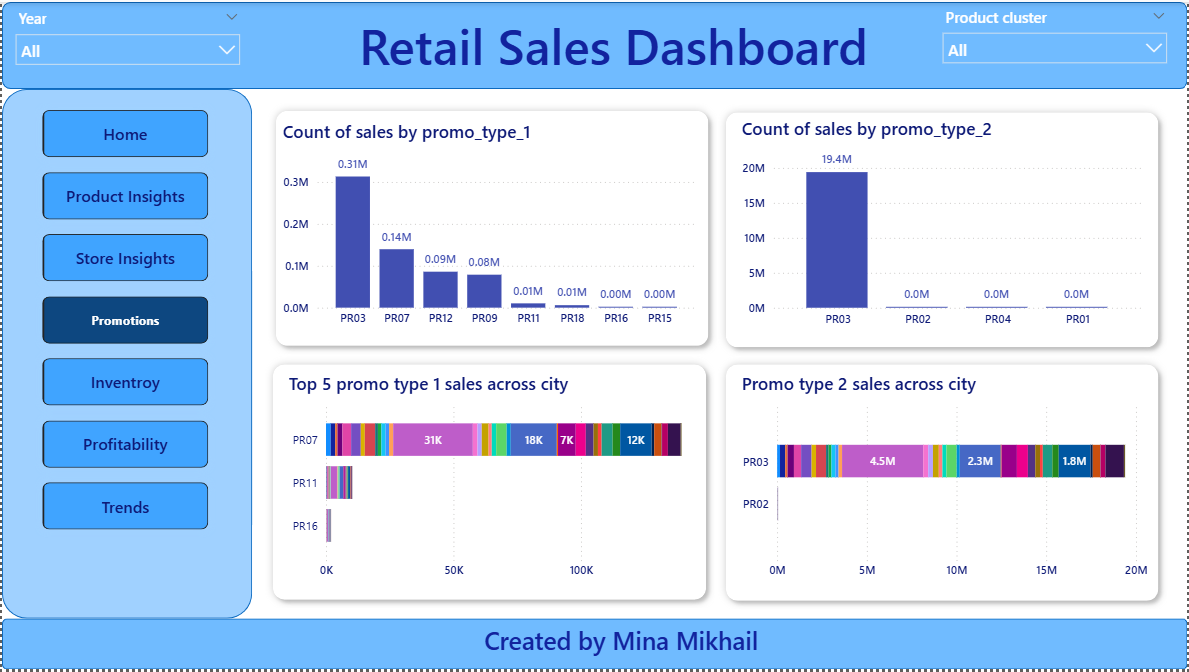 Year
All
Retail Sales Dashboard
Product cluster
All
Home
Product Insights
Store Insights
Promotions
Inventroy
Profitability
Trends
Count of sales by promo_type_1
0.3M
0.2M
0.1M
0.0M
0.31M
0.14M
0.09M
0.08M
0.01M
0.01M
0.00M
0.00M
PR03 PR07 PR12 PR09 PR11 PR18 PR16 PR15
Count of sales by promo_type_2
20M
15M
10M
5M
0M
19.4M
0.0M
0.0M
0.0M
PR03 PR02 PR04 PR01
Top 5 promo type 1 sales across city
PR07 31K 18K 7K 12K
PR11
PR16
0K 50K 100K
Promo type 2 sales across city
PR03 4.5M 2.3M 1.8M
PR02
0M 5M 10M 15M 20M
Created by Mina Mikhail